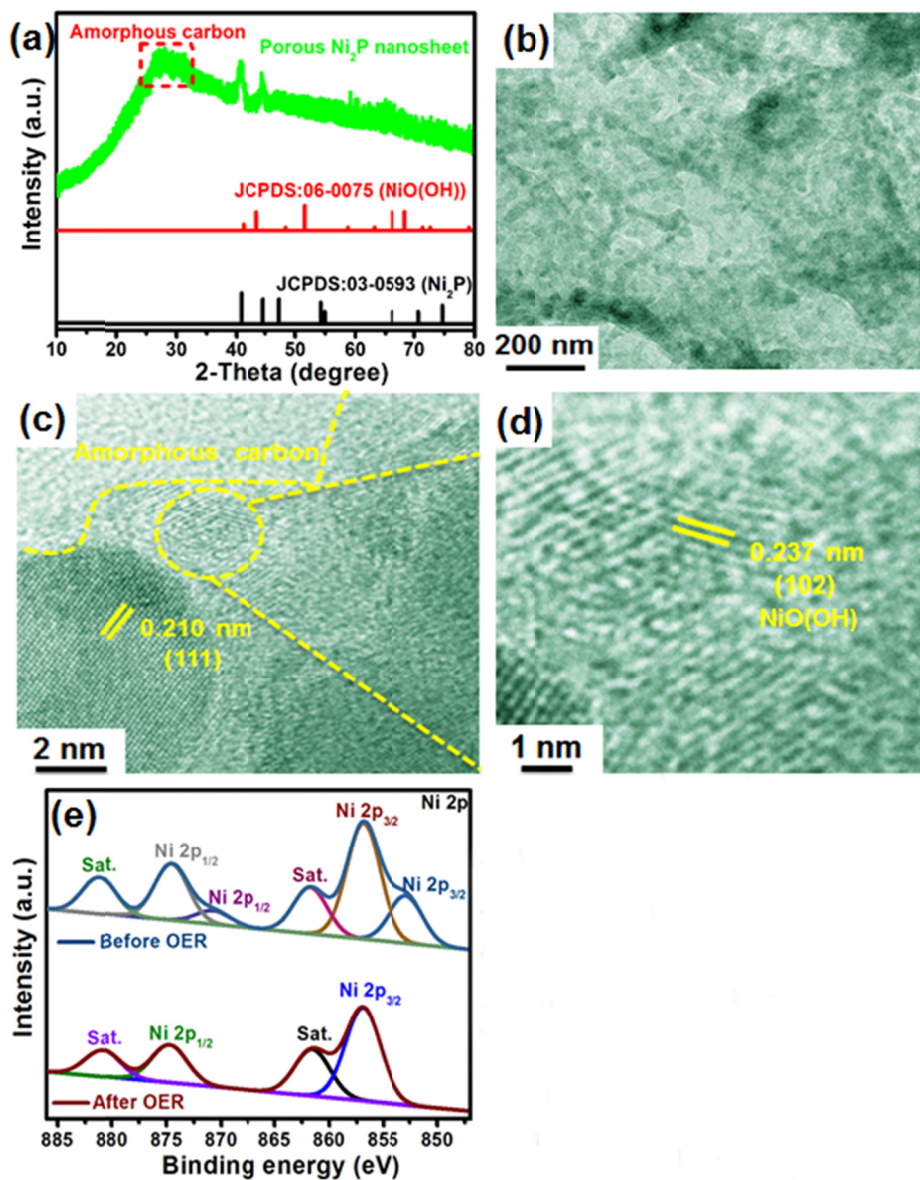 (a)
Amorphous carbon
Porous Ni₂P nanosheet
JCPDS:06-0075 (NiO(OH))
JCPDS:03-0593 (Ni₂P)
Intensity (a.u.)
10 20 30 40 50 60 70 80
2-Theta (degree)
(b)
200 nm
(c)
Amorphous carbon
0.210 nm
(111)
2 nm
(d)
0.237 nm
(102)
NiO(OH)
1 nm
(e)
Ni 2p
Ni 2p₃/₂
Sat.
Ni 2p₁/₂
Ni 2p₁/₂
Sat.
Ni 2p₃/₂
Before OER
Ni 2p₃/₂
Sat.
Ni 2p₁/₂
Sat.
After OER
Intensity (a.u.)
885 880 875 870 865 860 855 850
Binding energy (eV)